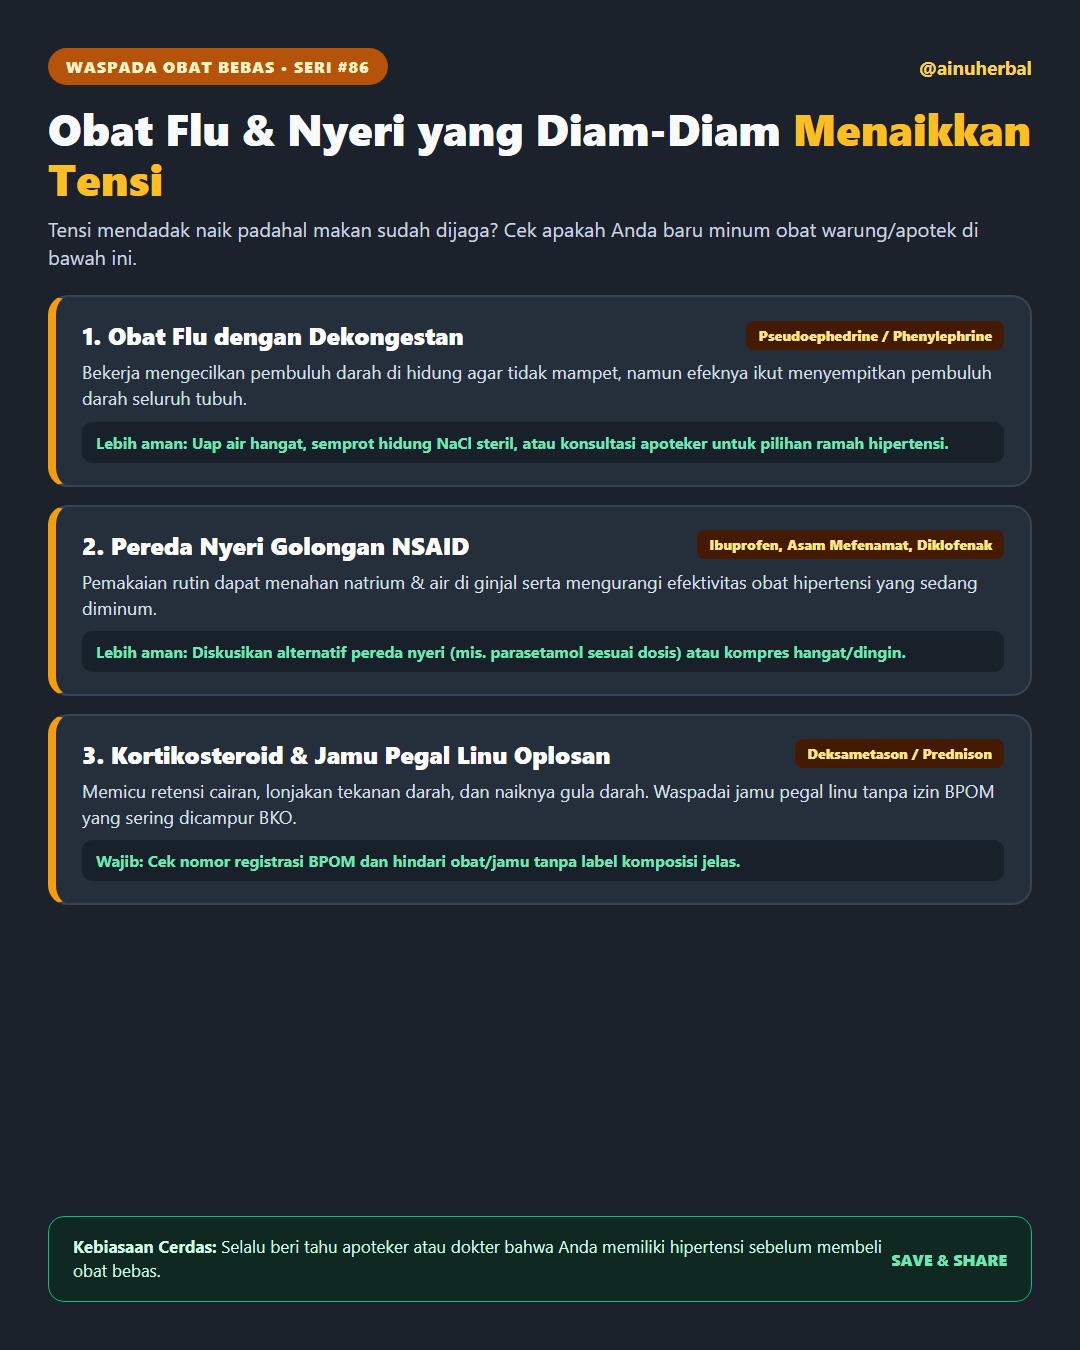 WASPADA OBAT BEBAS • SERI #86
@ainuherbal
Obat Flu & Nyeri yang Diam-Diam Menaikkan
Tensi
Tensi mendadak naik padahal makan sudah dijaga? Cek apakah Anda baru minum obat warung/apotek di
bawah ini.
1. Obat Flu dengan Dekongestan
Pseudoephedrine / Phenylephrine
Bekerja mengecilkan pembuluh darah di hidung agar tidak mampet, namun efeknya ikut menyempitkan pembuluh
darah seluruh tubuh.
Lebih aman: Uap air hangat, semprot hidung NaCl steril, atau konsultasi apoteker untuk pilihan ramah hipertensi.
2. Pereda Nyeri Golongan NSAID
Ibuprofen, Asam Mefenamat, Diklofenak
Pemakaian rutin dapat menahan natrium & air di ginjal serta mengurangi efektivitas obat hipertensi yang sedang
diminum.
Lebih aman: Diskusikan alternatif pereda nyeri (mis. parasetamol sesuai dosis) atau kompres hangat/dingin.
3. Kortikosteroid & Jamu Pegal Linu Oplosan
Deksametason / Prednison
Memicu retensi cairan, lonjakan tekanan darah, dan naiknya gula darah. Waspadai jamu pegal linu tanpa izin BPOM
yang sering dicampur BKO.
Wajib: Cek nomor registrasi BPOM dan hindari obat/jamu tanpa label komposisi jelas.
Kebiasaan Cerdas: Selalu beri tahu apoteker atau dokter bahwa Anda memiliki hipertensi sebelum membeli
obat bebas.
SAVE & SHARE